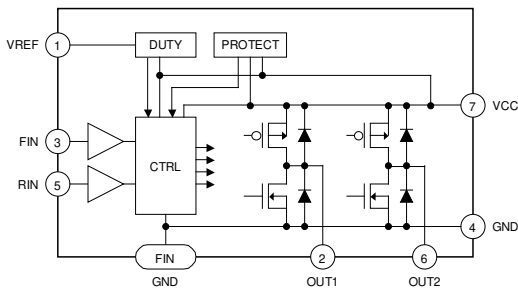 VREF 1 DUTY PROTECT
7 VCC
FIN 3
CTRL
RIN 5
4 GND
FIN 2 6
GND OUT1 OUT2